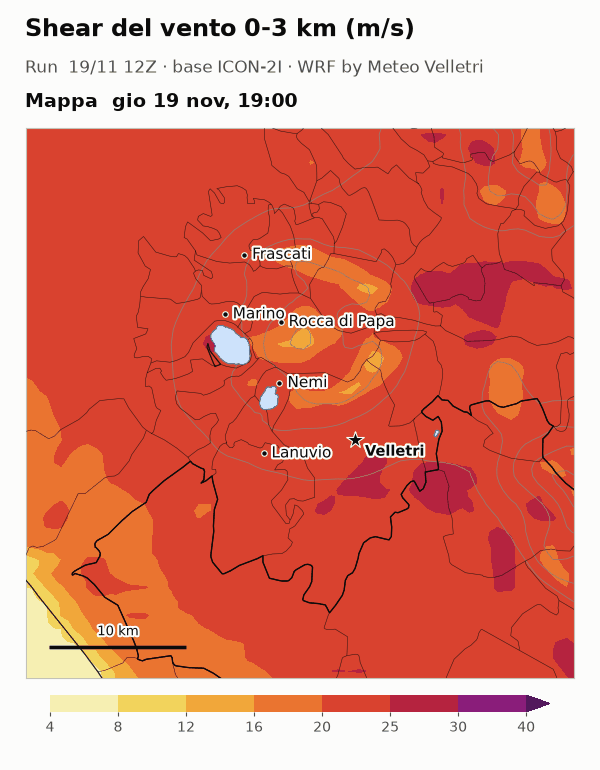 Shear del vento 0-3 km (m/s)
Run  19/11 12Z · base ICON-2I · WRF by Meteo Velletri
Mappa  gio 19 nov, 19:00
Frascati
Marino
Rocca di Papa
Nemi
Velletri
Lanuvio
10 km
4 8 12 16 20 25 30 40